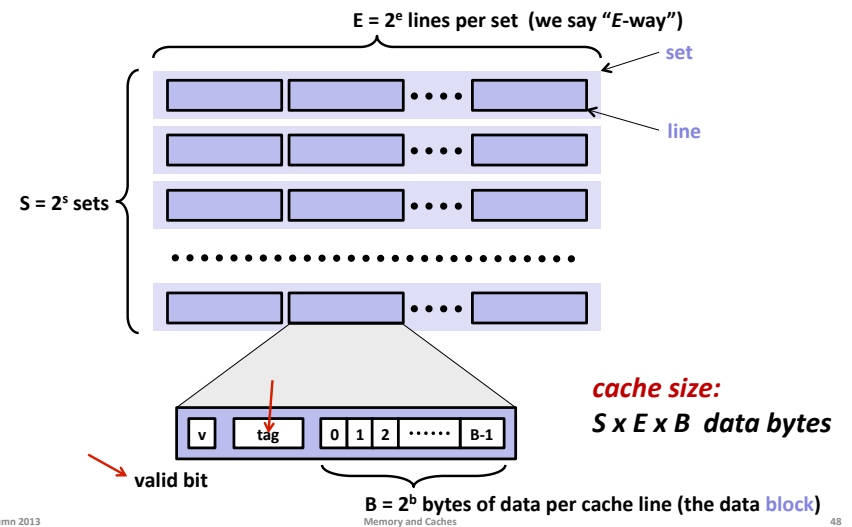 E = 2ᵉ lines per set (we say “E-way”)
set
line
S = 2ˢ sets
cache size:
S x E x B data bytes
v tag 0 1 2 ...... B-1
valid bit
B = 2ᵇ bytes of data per cache line (the data block)
mn 2013
Memory and Caches
48